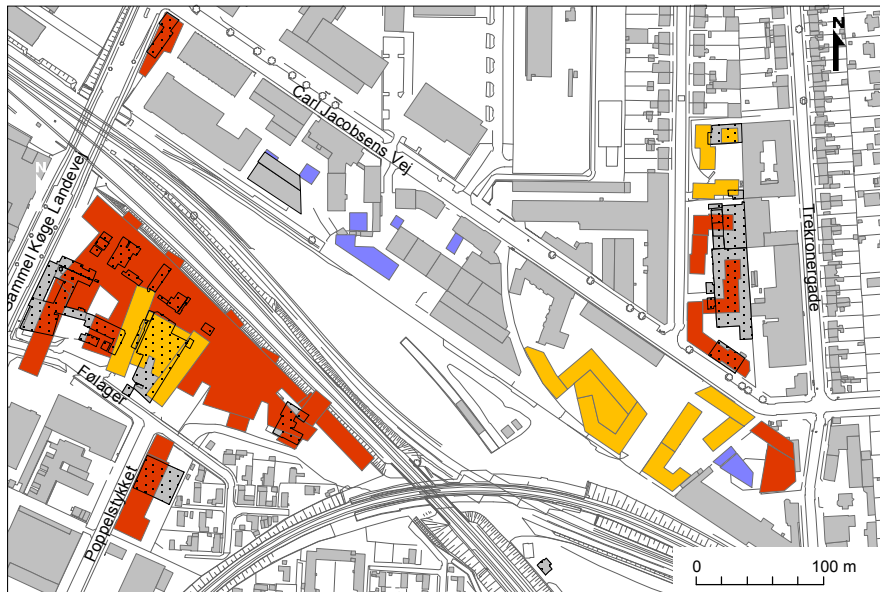 N
Carl Jacobsens Vej
N
Gammel Køge Landevej
Trekronergade
Følager
Poppelstykket
0 100 m